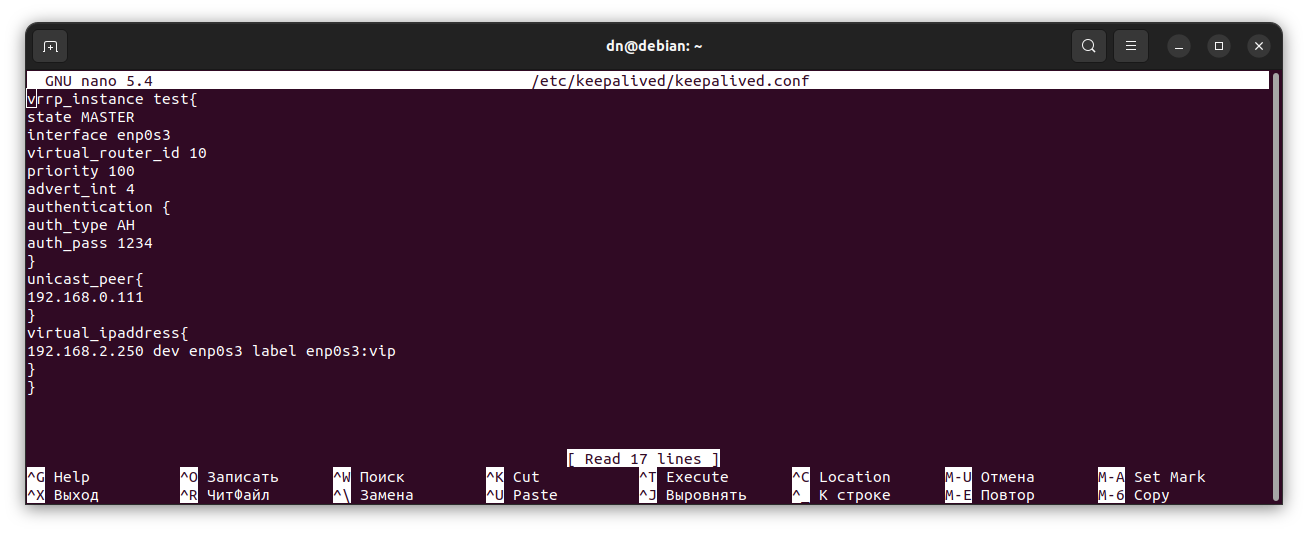 dn@debian: ~
GNU nano 5.4 /etc/keepalived/keepalived.conf
vrrp_instance test{
state MASTER
interface enp0s3
virtual_router_id 10
priority 100
advert_int 4
authentication {
auth_type AH
auth_pass 1234
}
unicast_peer{
192.168.0.111
}
virtual_ipaddress{
192.168.2.250 dev enp0s3 label enp0s3:vip
}
}
[ Read 17 lines ]
^G Help ^O Записать ^W Поиск ^K Cut ^T Execute ^C Location M-U Отмена M-A Set Mark
^X Выход ^R ЧитФайл ^\ Замена ^U Paste ^J Выровнять ^_ К строке M-E Повтор M-6 Copy